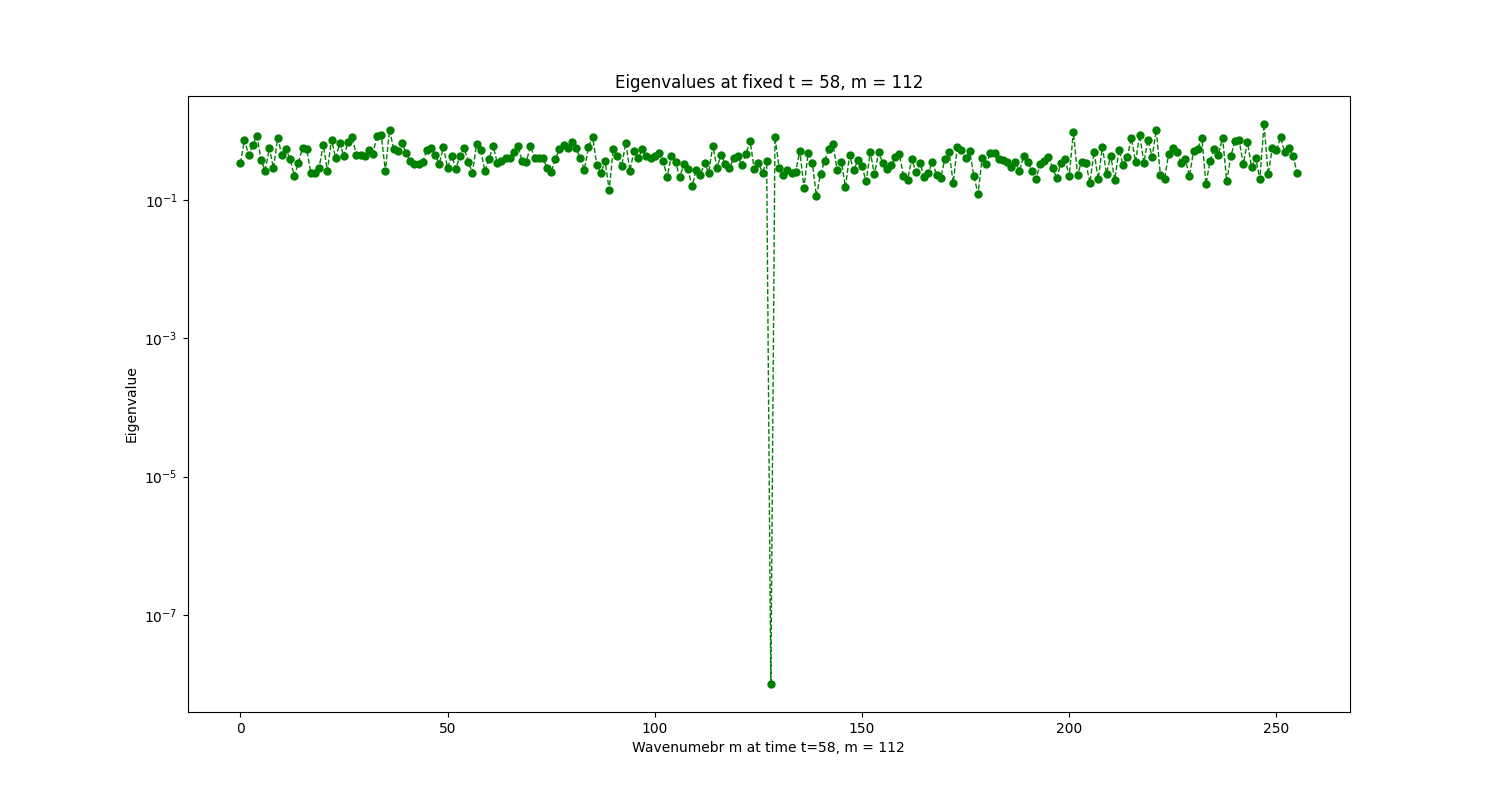 Eigenvalues at fixed t = 58, m = 112
10⁻¹
10⁻³
10⁻⁵
10⁻⁷
Eigenvalue
0 50 100 150 200 250
Wavenumebr m at time t=58, m = 112